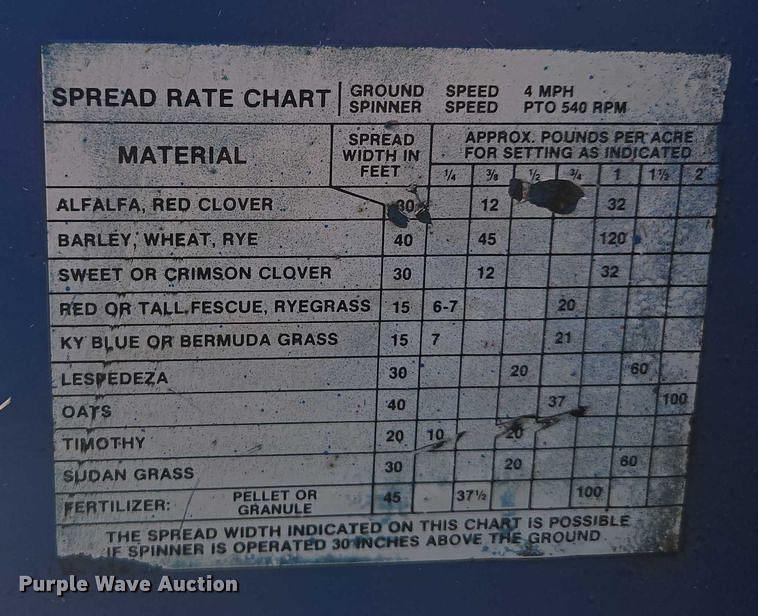 SPREAD RATE CHART
GROUND SPEED 4 MPH
SPINNER SPEED PTO 540 RPM
MATERIAL
SPREAD
WIDTH IN
FEET
APPROX. POUNDS PER ACRE
FOR SETTING AS INDICATED
¼ ⅜ ½ ¾ 1 1½ 2
ALFALFA, RED CLOVER 30 12 32
BARLEY, WHEAT, RYE 40 45 120
SWEET OR CRIMSON CLOVER 30 12 32
RED OR TALL FESCUE, RYEGRASS 15 6-7 20
KY BLUE OR BERMUDA GRASS 15 7 21
LESPEDEZA 30 20 60
OATS 40 37 100
TIMOTHY 20 10 20
SUDAN GRASS 30 20 60
FERTILIZER: PELLET OR GRANULE 45 37½ 100
THE SPREAD WIDTH INDICATED ON THIS CHART IS POSSIBLE
IF SPINNER IS OPERATED 30 INCHES ABOVE THE GROUND
Purple Wave Auction